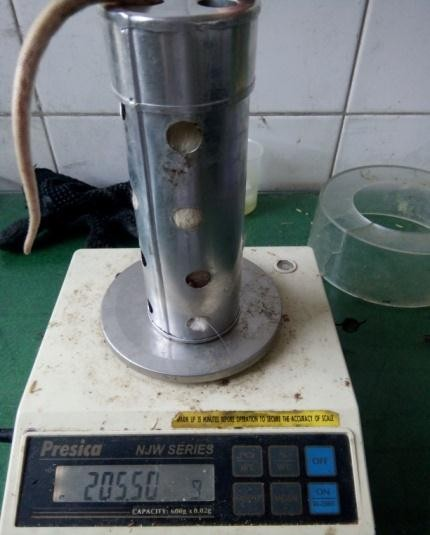 WARM UP 15 MINUTES BEFORE OPERATION TO SECURE THE ACCURACY OF SCALE
Presica NJW SERIES
OFF
205.50 g
ON
CAPACITY: 600g x 0.02g